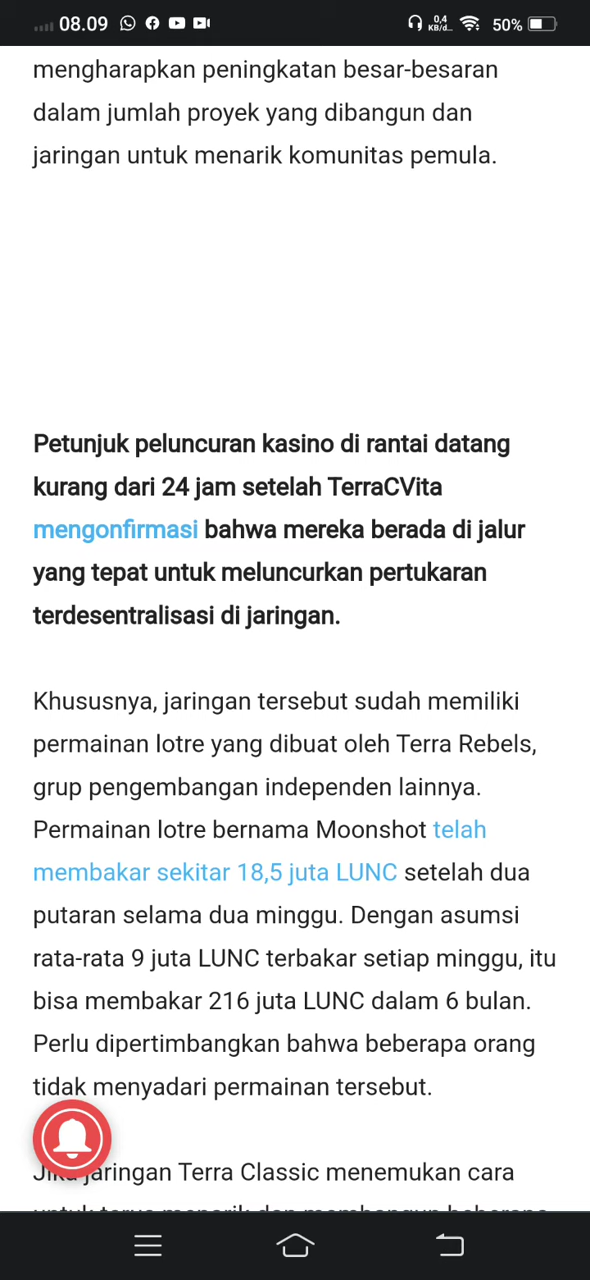 08.09
0,4
KB/d...
50%
mengharapkan peningkatan besar-besaran
dalam jumlah proyek yang dibangun dan
jaringan untuk menarik komunitas pemula.
Petunjuk peluncuran kasino di rantai datang
kurang dari 24 jam setelah TerraCVita
mengonfirmasi bahwa mereka berada di jalur
yang tepat untuk meluncurkan pertukaran
terdesentralisasi di jaringan.
Khususnya, jaringan tersebut sudah memiliki
permainan lotre yang dibuat oleh Terra Rebels,
grup pengembangan independen lainnya.
Permainan lotre bernama Moonshot telah
membakar sekitar 18,5 juta LUNC setelah dua
putaran selama dua minggu. Dengan asumsi
rata-rata 9 juta LUNC terbakar setiap minggu, itu
bisa membakar 216 juta LUNC dalam 6 bulan.
Perlu dipertimbangkan bahwa beberapa orang
tidak menyadari permainan tersebut.
Jika jaringan Terra Classic menemukan cara